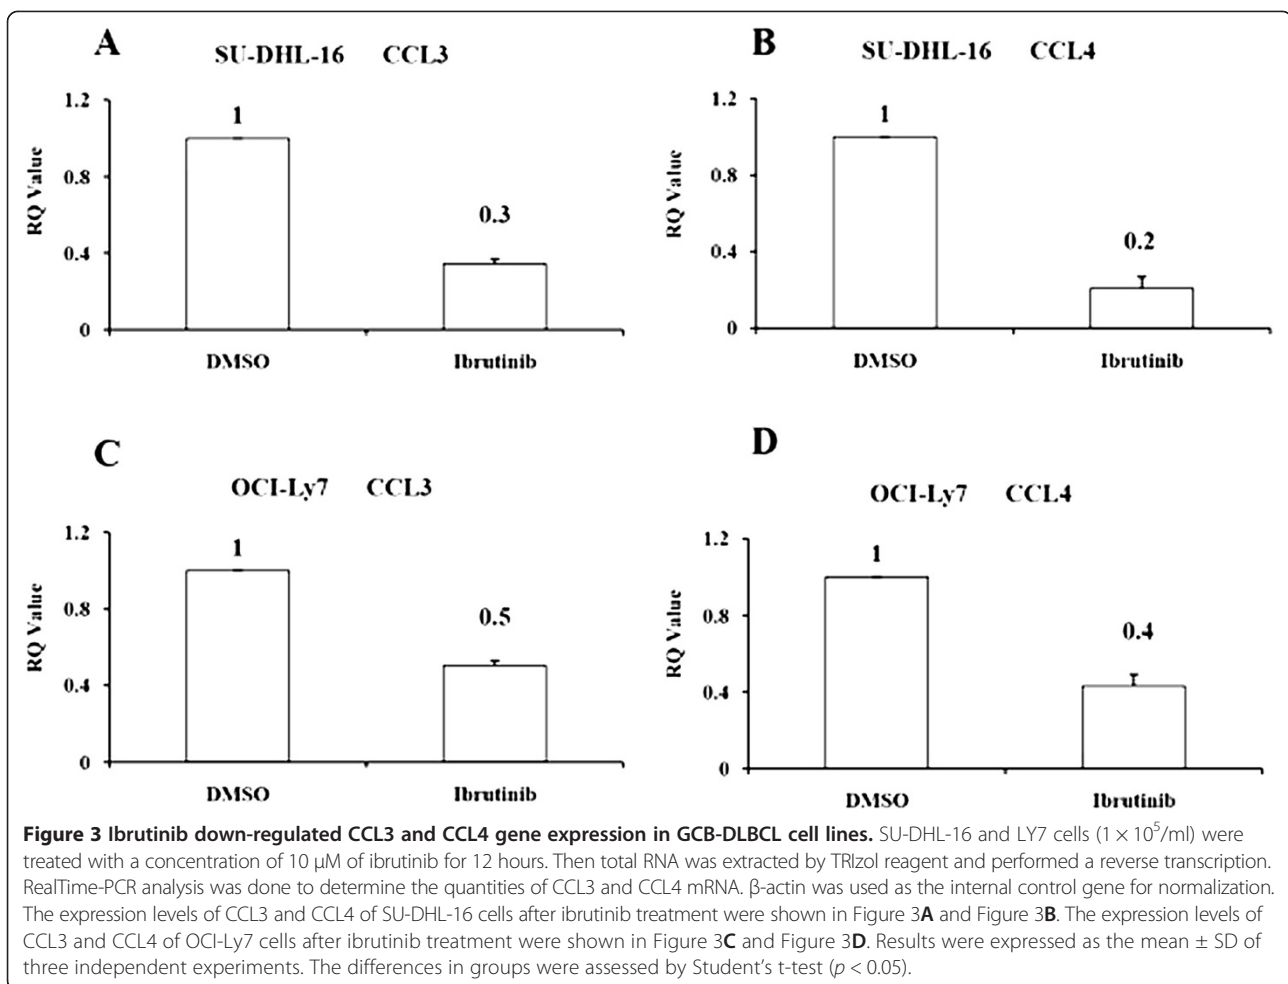 A
SU-DHL-16 CCL3
1.2
0.8
0.4
0
RQ Value
1
0.3
DMSO Ibrutinib
B
SU-DHL-16 CCL4
1.2
0.8
0.4
0
RQ Value
1
0.2
DMSO Ibrutinib
C
OCI-Ly7 CCL3
1.2
0.8
0.4
0
RQ Value
1
0.5
DMSO Ibrutinib
D
OCI-Ly7 CCL4
1.2
0.8
0.4
0
RQ Value
1
0.4
DMSO Ibrutinib
Figure 3 Ibrutinib down-regulated CCL3 and CCL4 gene expression in GCB-DLBCL cell lines. SU-DHL-16 and LY7 cells (1 × 10⁵/ml) were
treated with a concentration of 10 μM of ibrutinib for 12 hours. Then total RNA was extracted by TRIzol reagent and performed a reverse transcription.
RealTime-PCR analysis was done to determine the quantities of CCL3 and CCL4 mRNA. β-actin was used as the internal control gene for normalization.
The expression levels of CCL3 and CCL4 of SU-DHL-16 cells after ibrutinib treatment were shown in Figure 3A and Figure 3B. The expression levels of
CCL3 and CCL4 of OCI-Ly7 cells after ibrutinib treatment were shown in Figure 3C and Figure 3D. Results were expressed as the mean ± SD of
three independent experiments. The differences in groups were assessed by Student's t-test (p < 0.05).